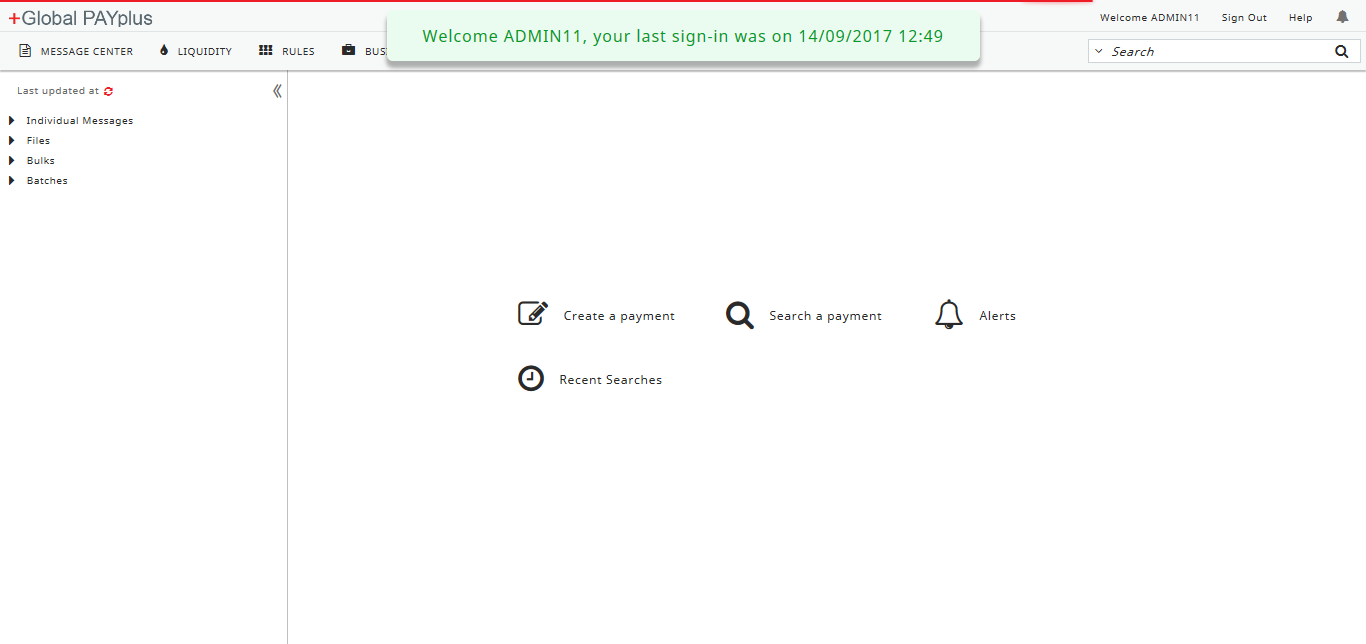 +Global PAYplus
Welcome ADMIN11 Sign Out Help
Welcome ADMIN11, your last sign-in was on 14/09/2017 12:49
MESSAGE CENTER LIQUIDITY RULES
Search
Last updated at
Individual Messages
Files
Bulks
Batches
Create a payment Search a payment Alerts
Recent Searches